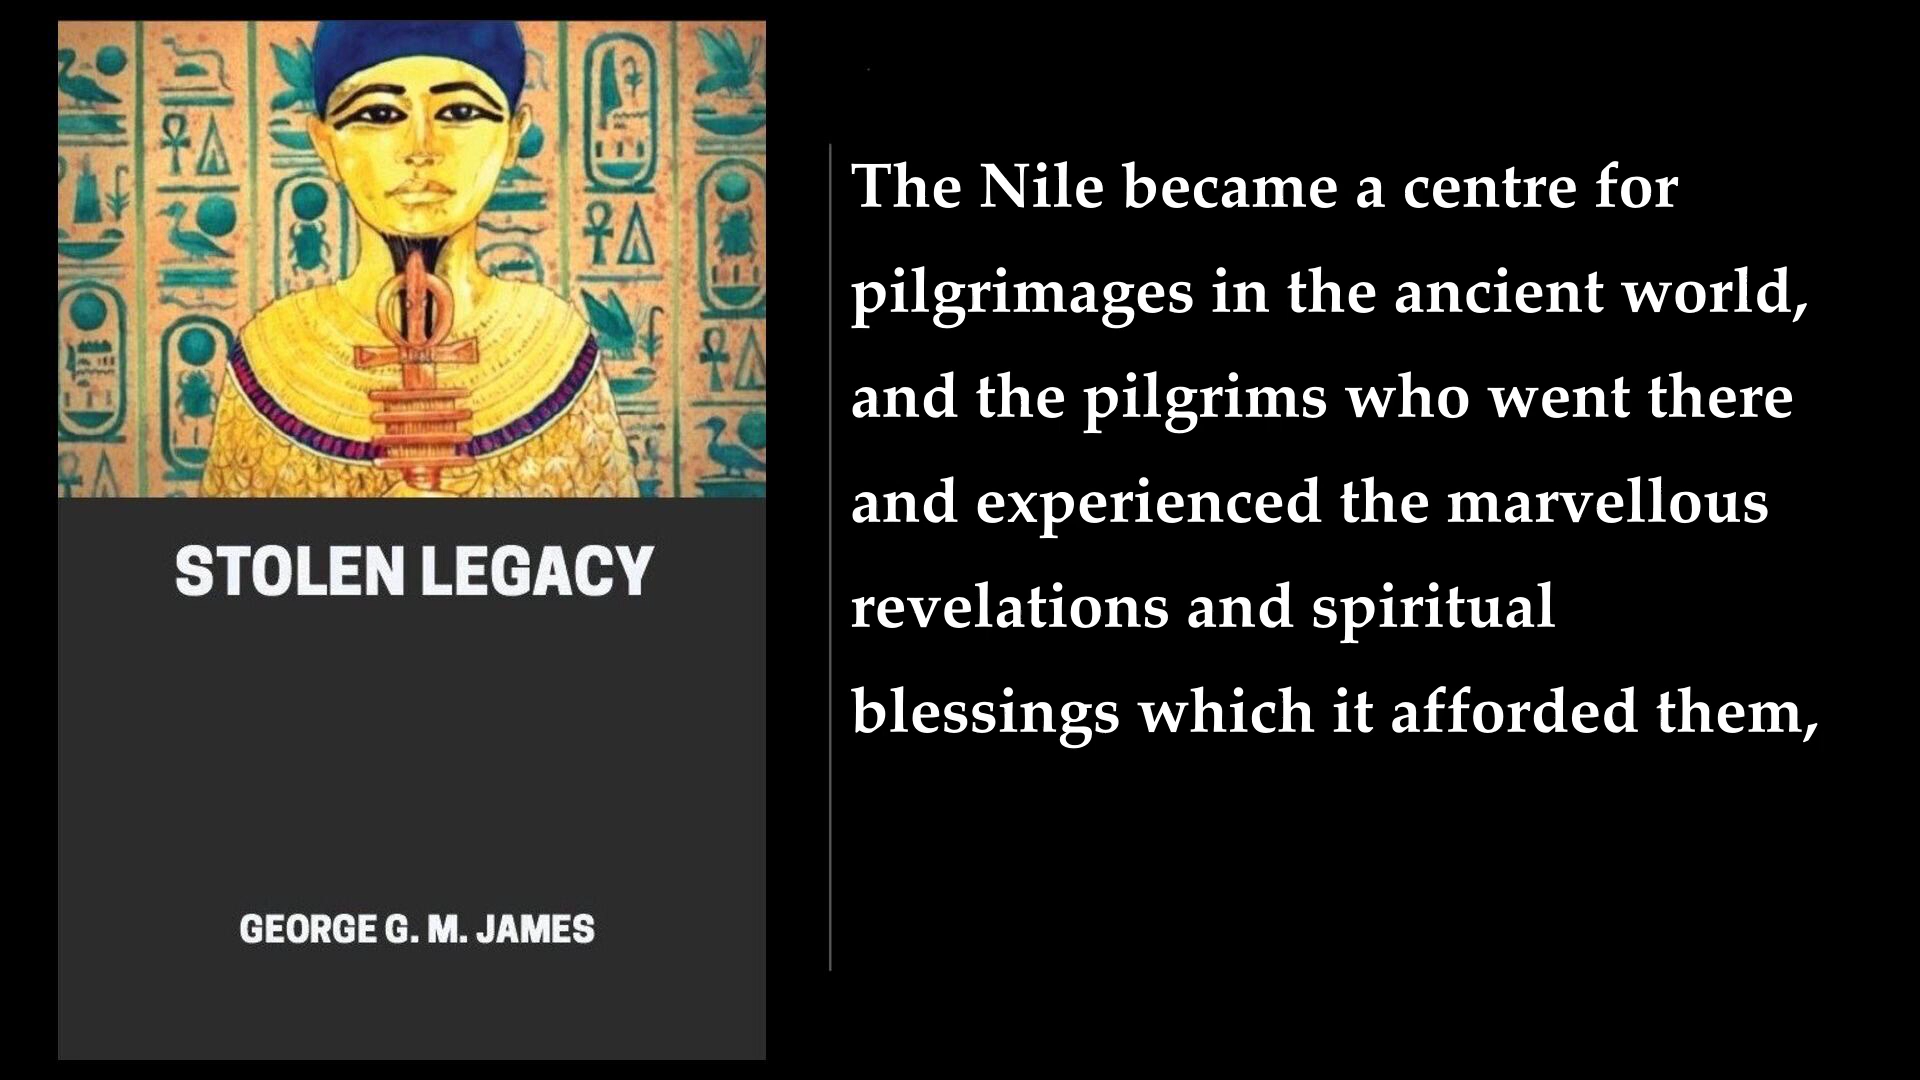 STOLEN LEGACY
GEORGE G. M. JAMES
The Nile became a centre for
pilgrimages in the ancient world,
and the pilgrims who went there
and experienced the marvellous
revelations and spiritual
blessings which it afforded them,